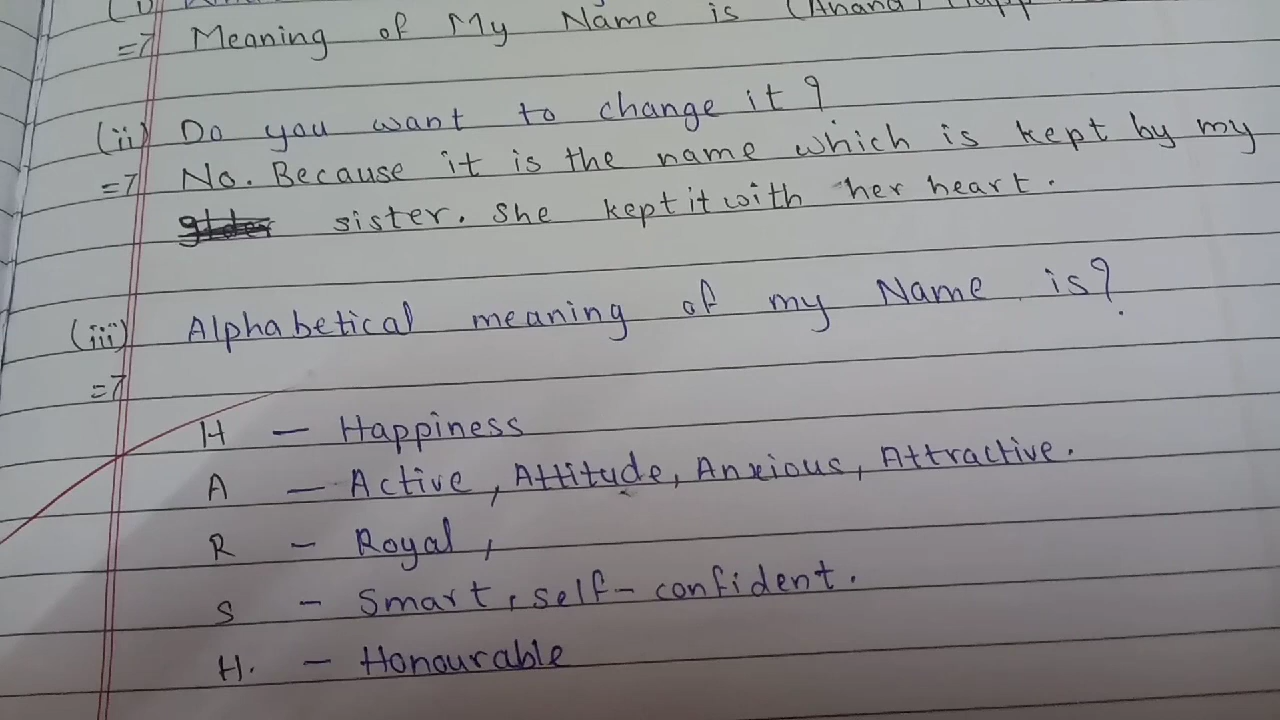 (i)
=> Meaning of My Name is (Anand,
(ii) Do you want to change it?
=> No. Because it is the name which is kept by my
sister. She kept it with her heart.
(iii) Alphabetical meaning of my Name is?
=>
H – Happiness
A – Active, Attitude, Anxious, Attractive.
R – Royal,
S – Smart, self-confident.
H. – Honourable